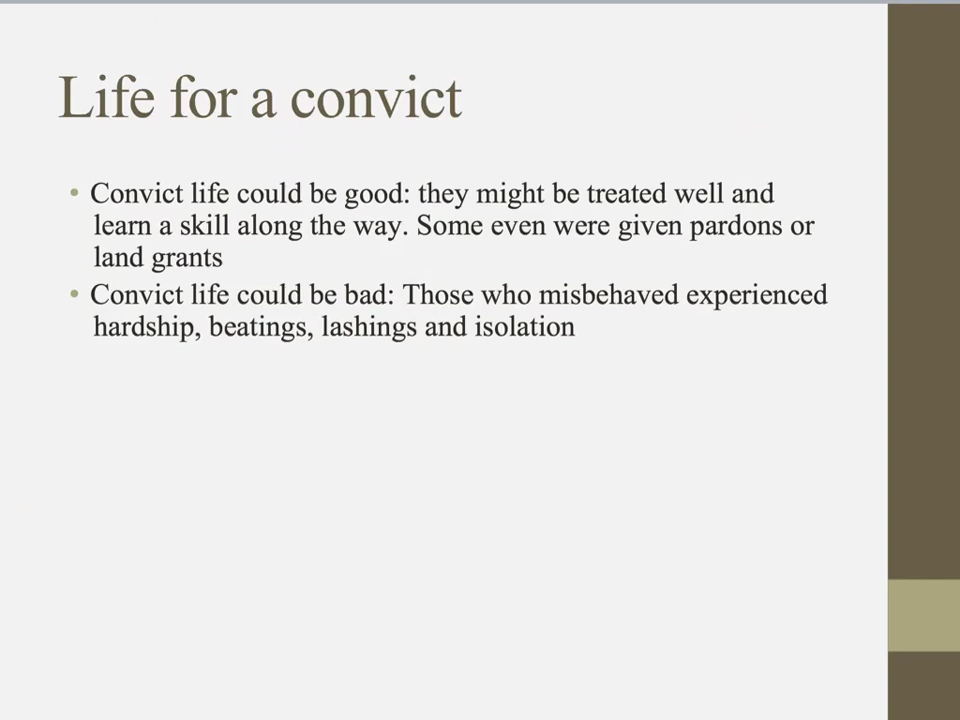 Life for a convict
• Convict life could be good: they might be treated well and
learn a skill along the way. Some even were given pardons or
land grants
• Convict life could be bad: Those who misbehaved experienced
hardship, beatings, lashings and isolation